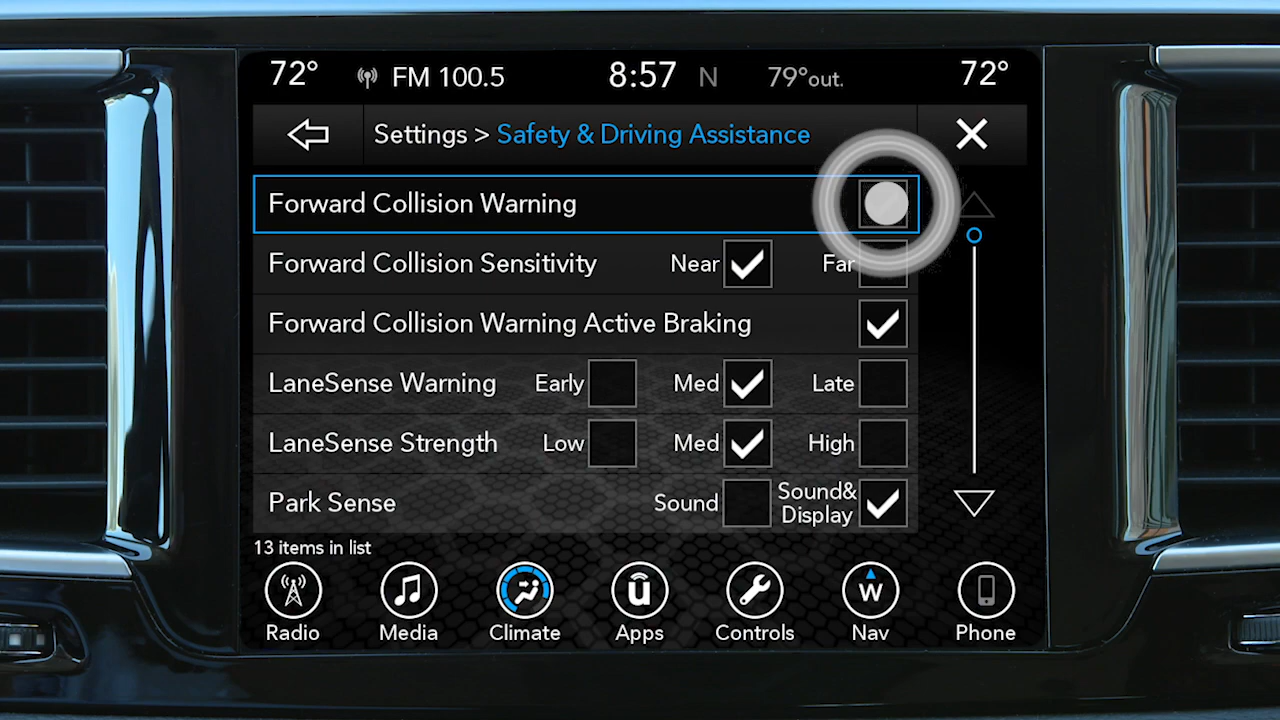 72° FM 100.5 8:57 N 79°out. 72°
Settings > Safety & Driving Assistance
Forward Collision Warning
Forward Collision Sensitivity Near Far
Forward Collision Warning Active Braking
LaneSense Warning Early Med Late
LaneSense Strength Low Med High
Park Sense Sound Sound&
Display
13 items in list
u
W
Radio Media Climate Apps Controls Nav Phone